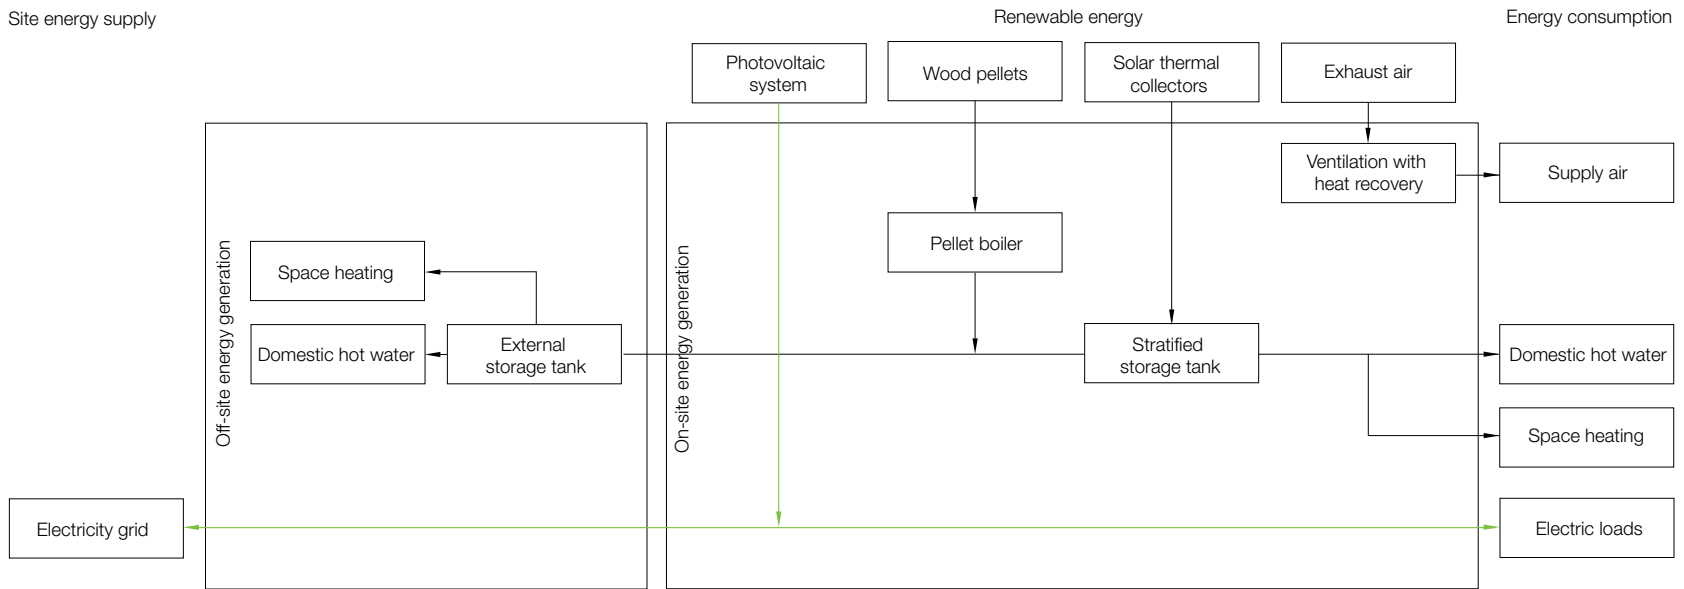 Site energy supply
Renewable energy
Energy consumption
Photovoltaic
system
Wood pellets
Solar thermal
collectors
Exhaust air
Ventilation with
heat recovery
Supply air
Off-site energy generation
On-site energy generation
Pellet boiler
Space heating
Domestic hot water
External
storage tank
Stratified
storage tank
Domestic hot water
Space heating
Electricity grid
Electric loads